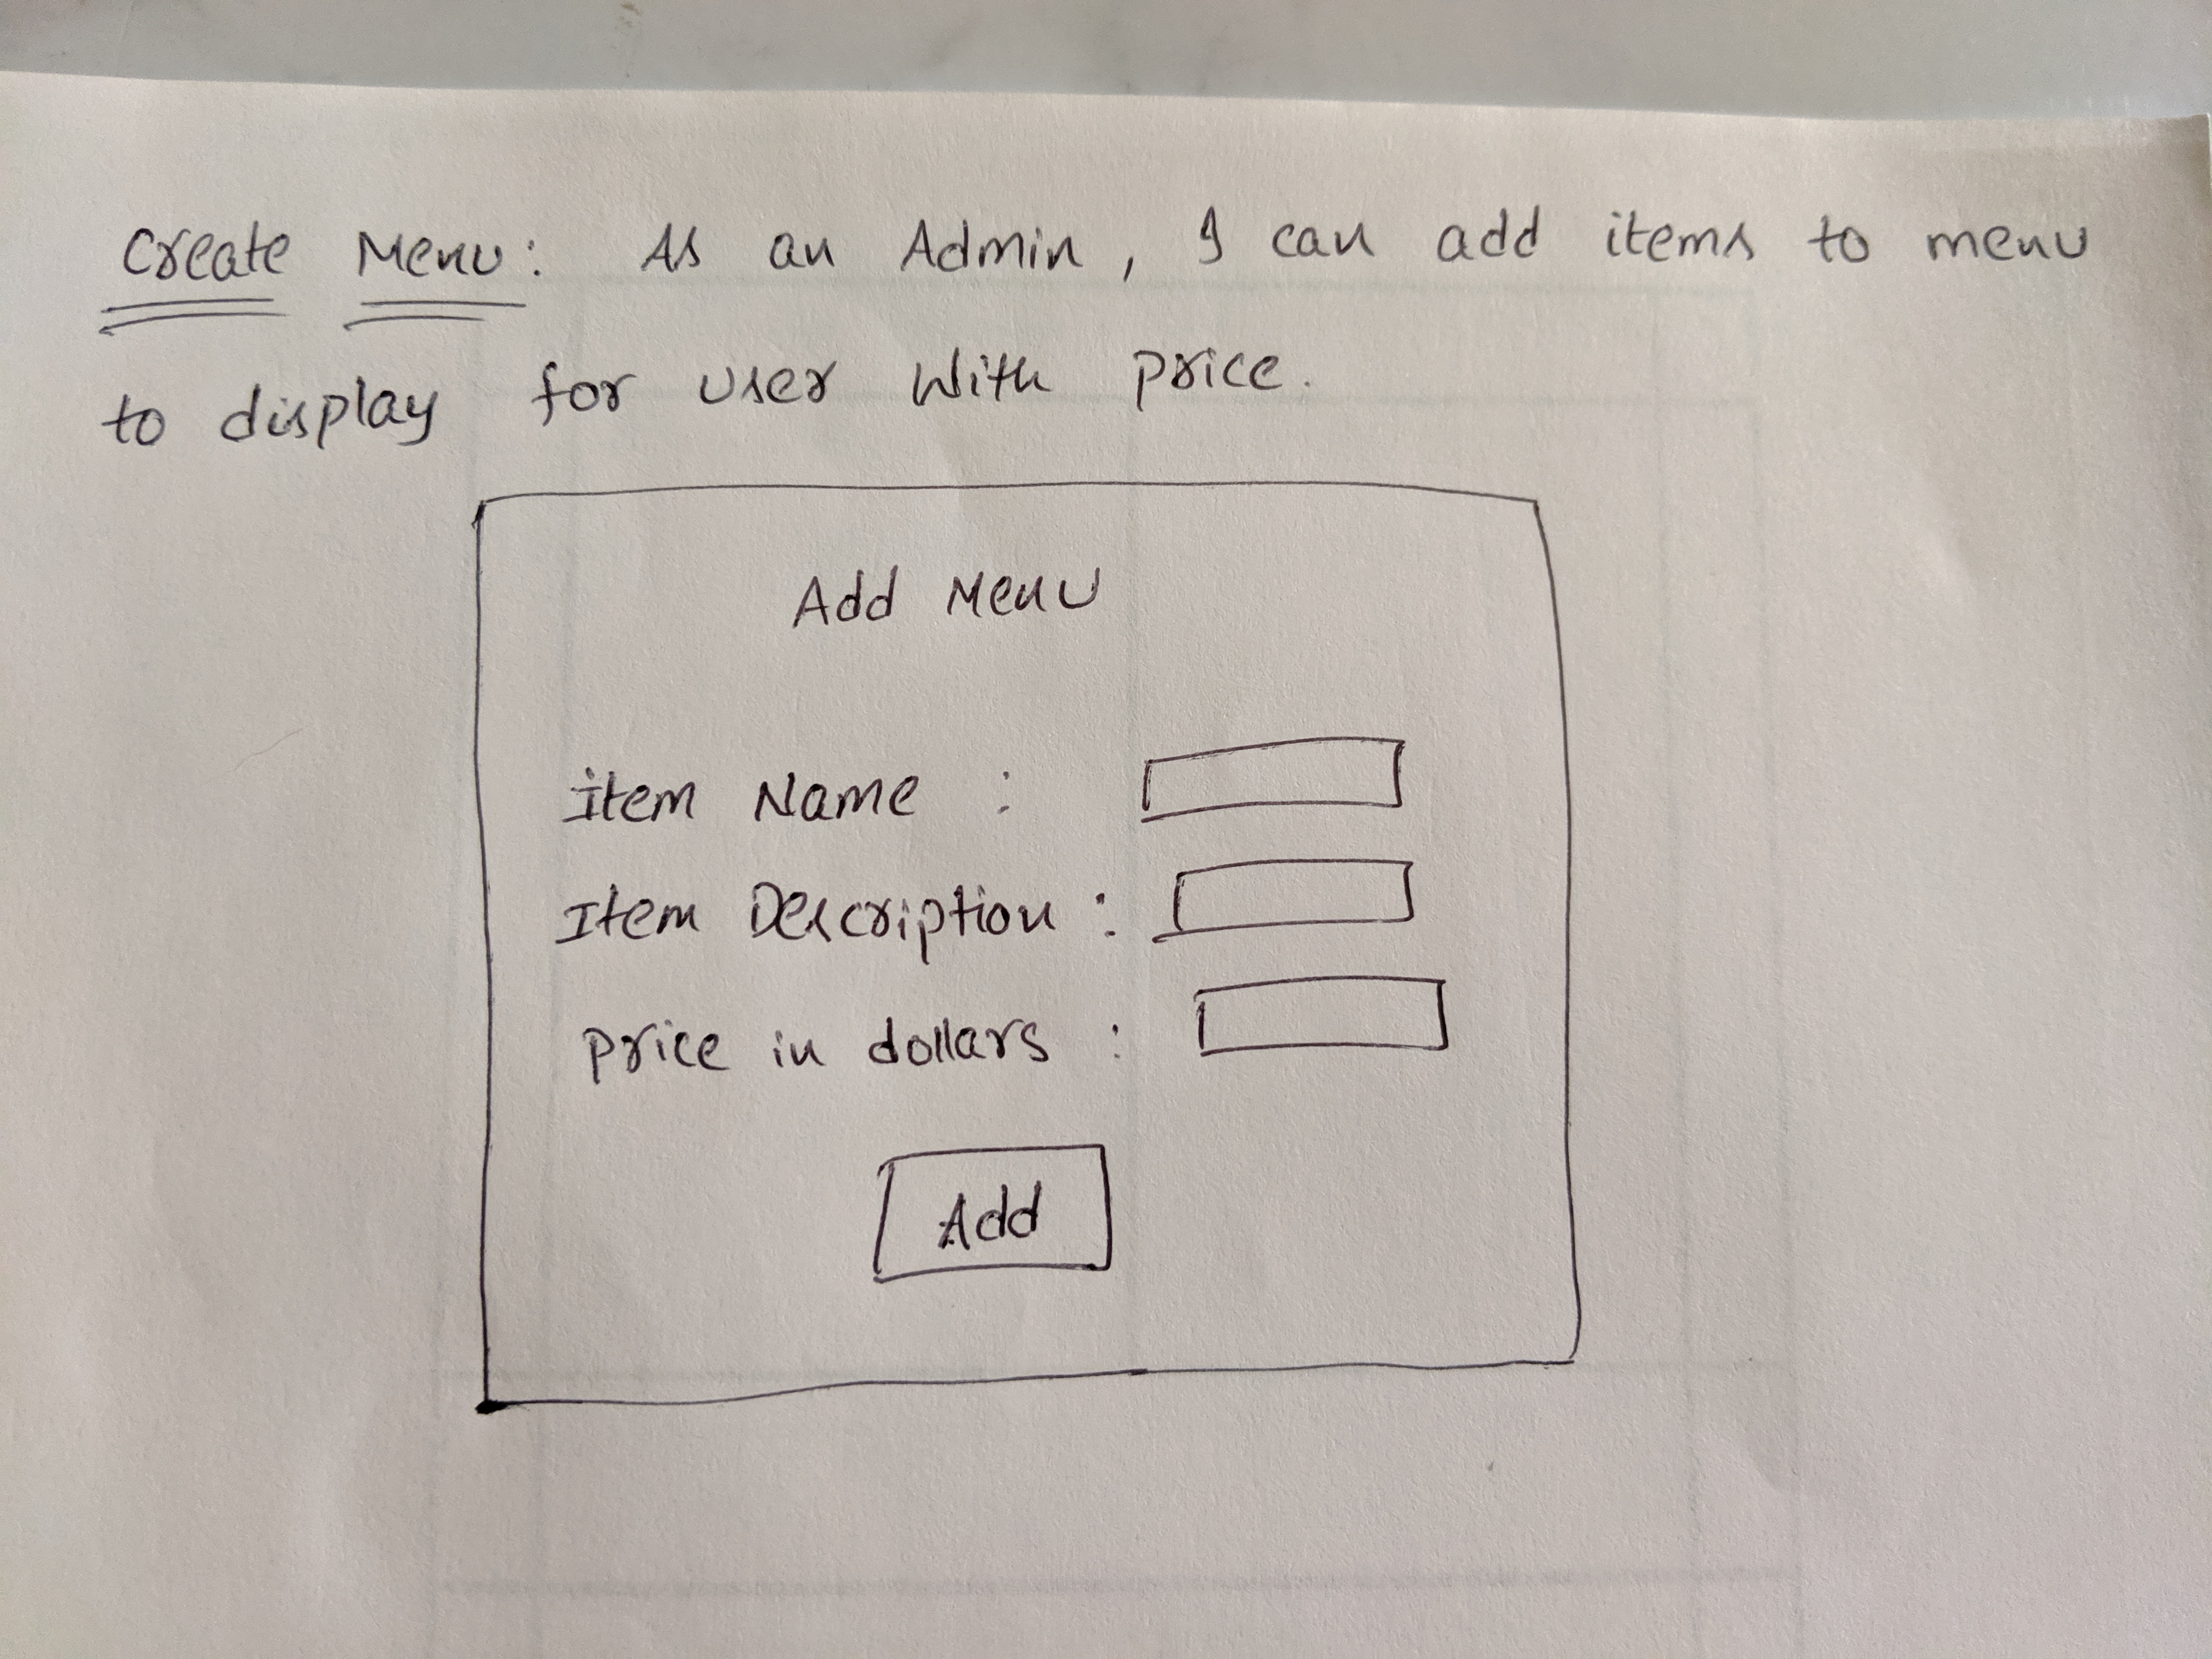 Create Menu: As an Admin, I can add items to menu
to display for user with price.
Add Menu
Item Name :
Item Description :
price in dollars :
Add